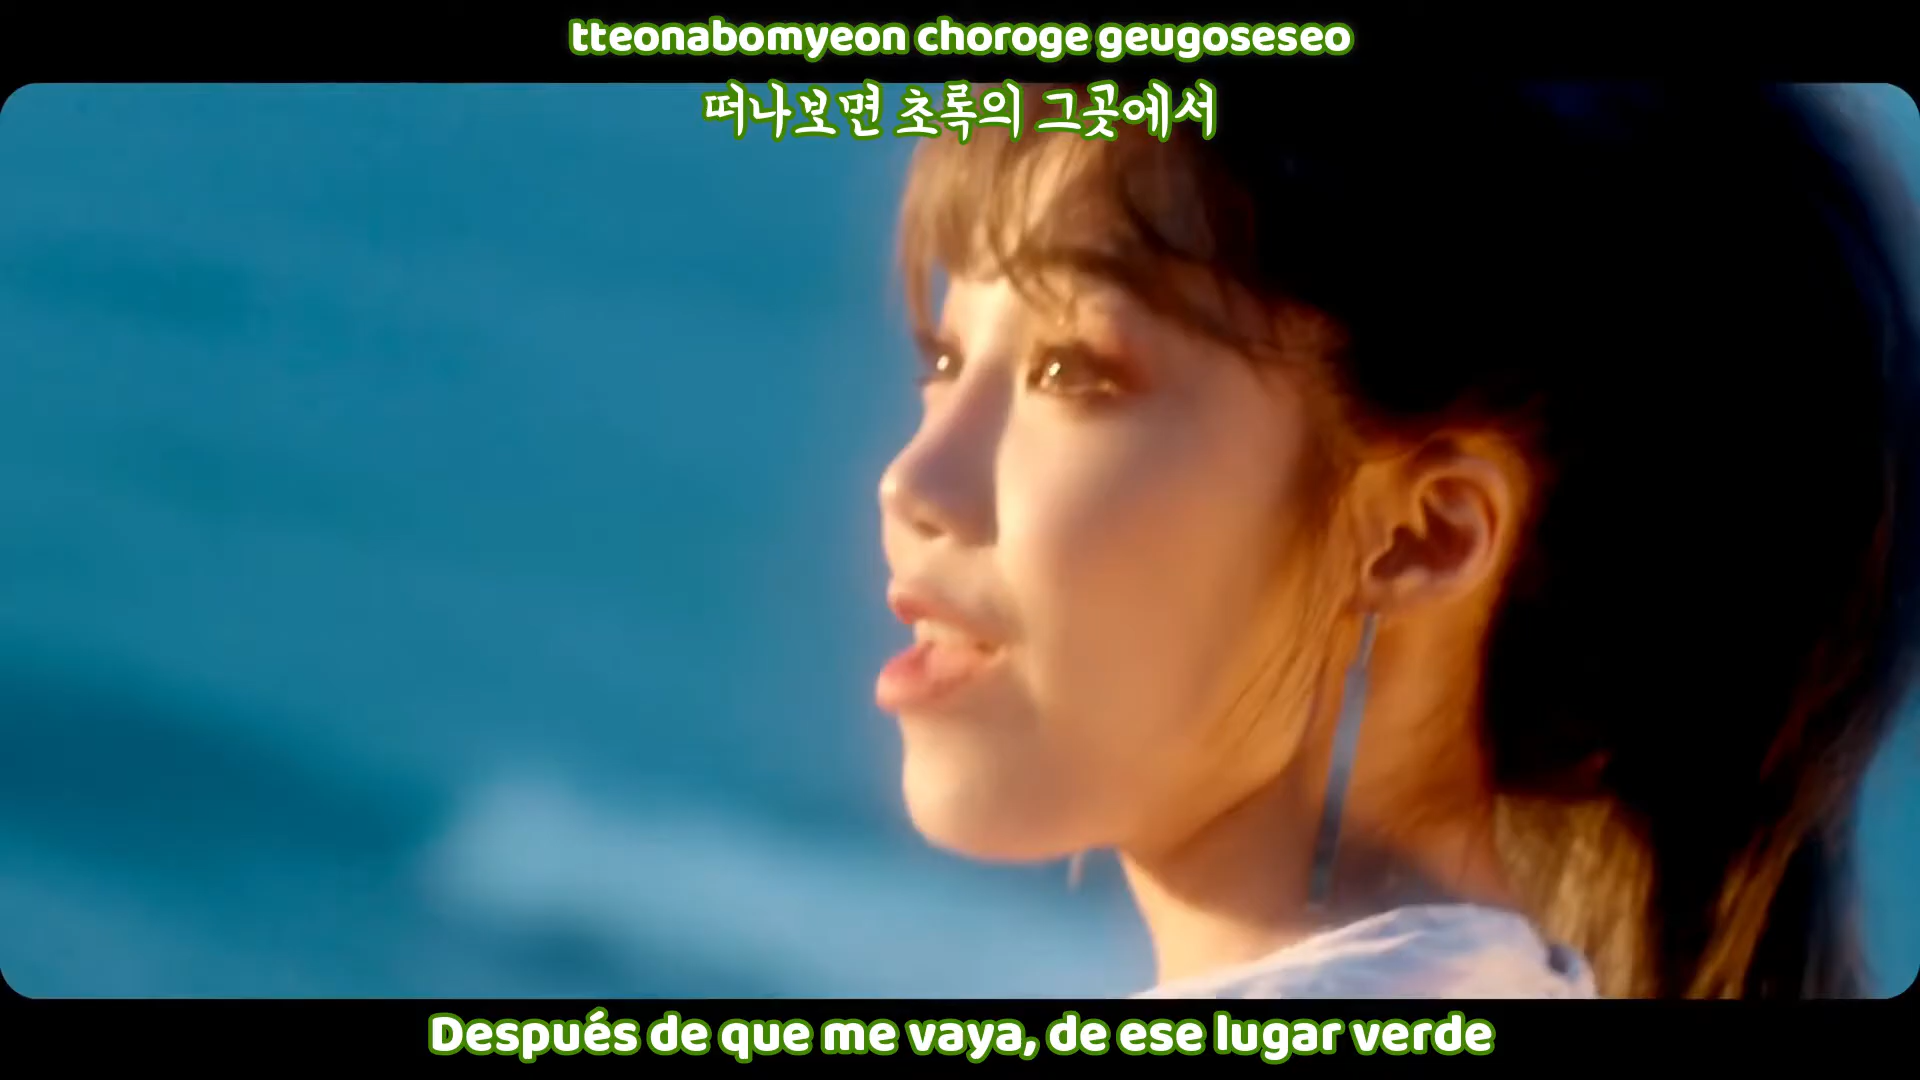 tteonabomyeon choroge geugoseseo
떠나보면 초록의 그곳에서
Después de que me vaya, de ese lugar verde